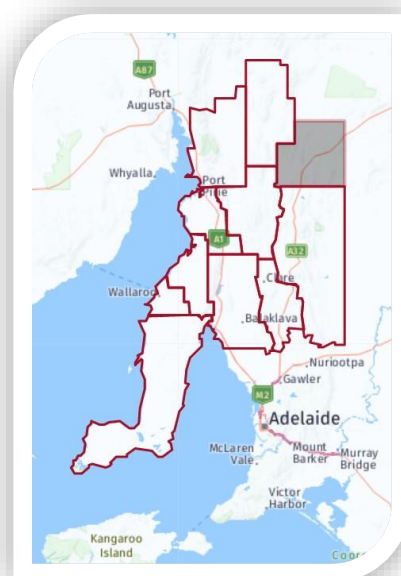 A87
Port
Augusta
Whyalla
Port
Pirie
A1
A32
Wallaroo
Clare
Balaklava
Nuriootpa
Gawler
M2
Adelaide
McLaren
Vale
Mount
Barker
Murray
Bridge
Victor
Harbor
Kangaroo
Island